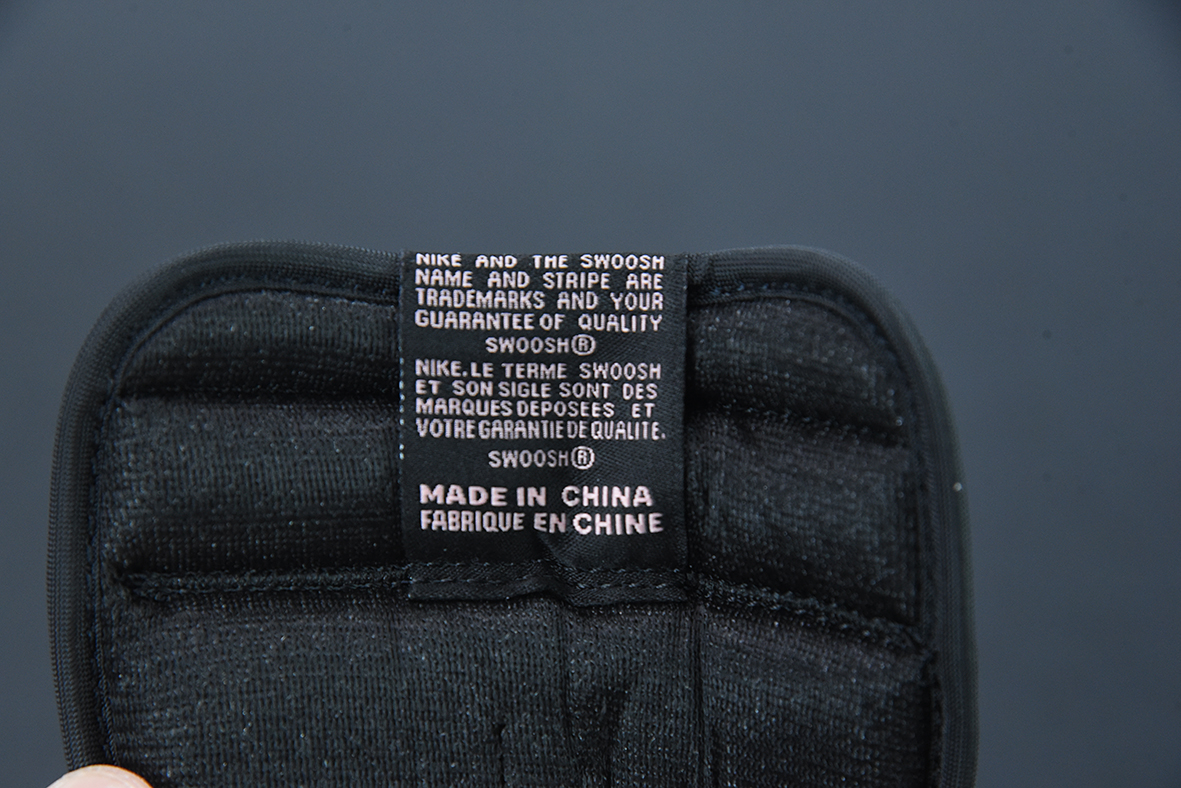 NIKE AND THE SWOOSH
NAME AND STRIPE ARE
TRADEMARKS AND YOUR
GUARANTEE OF QUALITY
SWOOSH®
NIKE.LE TERME SWOOSH
ET SON SIGLE SONT DES
MARQUES DEPOSEES ET
VOTRE GARANTIE DE QUALITE.
SWOOSH®
MADE IN CHINA
FABRIQUE EN CHINE